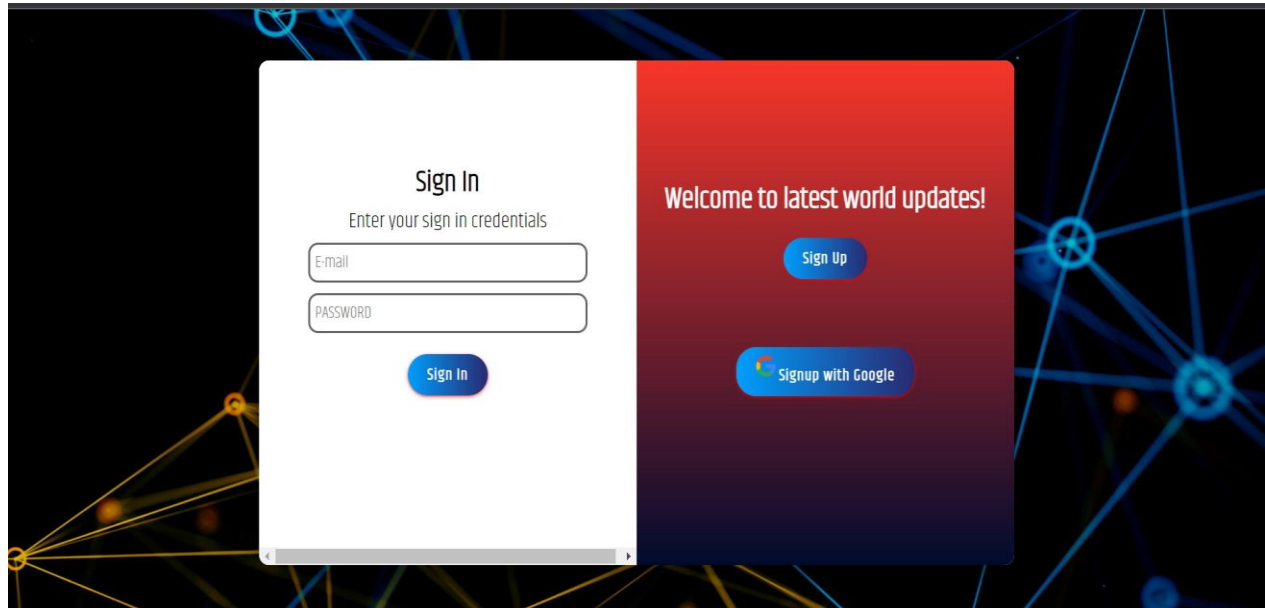 Sign In
Enter your sign in credentials
E-mail
PASSWORD
Sign In
Welcome to latest world updates!
Sign Up
Signup with Google